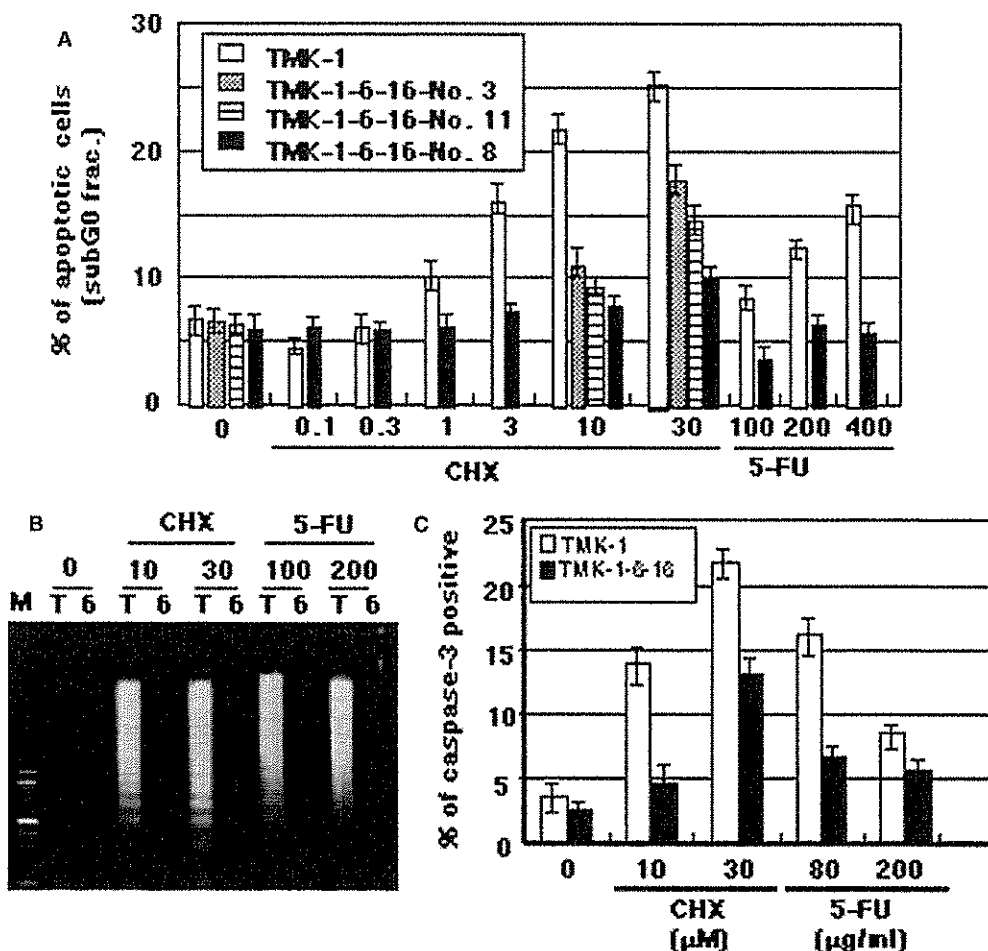 A
% of apoptotic cells
(subG0 frac.)
30
20
10
0
TMK-1
TMK-1-6-16-No. 3
TMK-1-6-16-No. 11
TMK-1-6-16-No. 8
0 0.1 0.3 1 3 10 30 100 200 400
CHX 5-FU
B
CHX 5-FU
0 10 30 100 200
M T 6 T 6 T 6 T 6 T 6
C
% of caspase-3 positive
25
20
15
10
5
0
TMK-1
TMK-1-6-16
0 10 30 80 200
CHX 5-FU
(μM) (μg/ml)